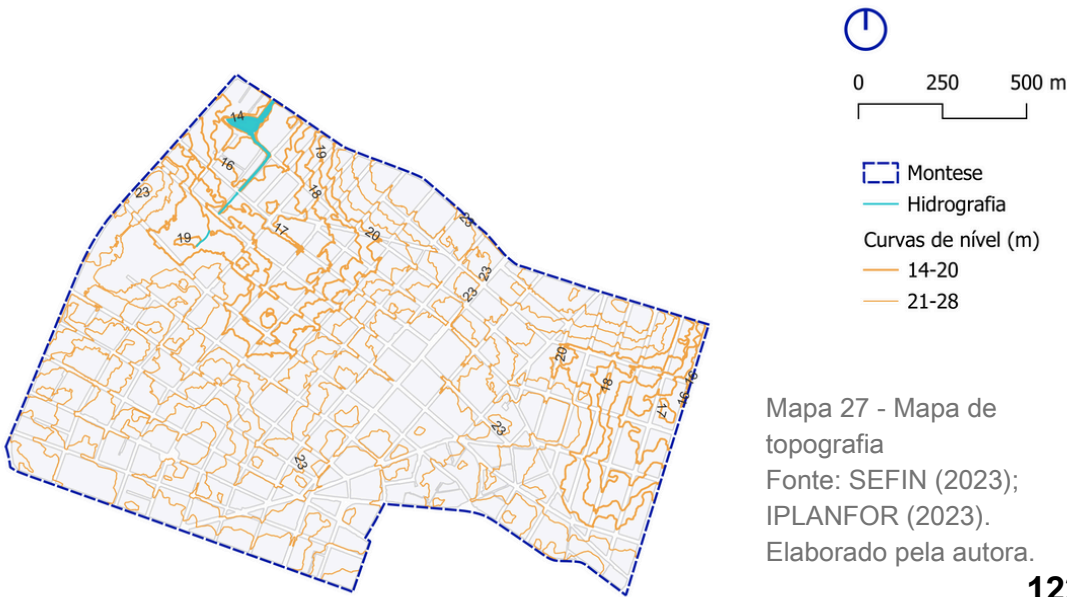 0 250 500 m
Montese
Hidrografia
Curvas de nível (m)
14-20
21-28
14
16
19
18
23
19
17
20
23
23
23
20
18
16
16
17
23
23
Mapa 27 - Mapa de
topografia
Fonte: SEFIN (2023);
IPLANFOR (2023).
Elaborado pela autora.